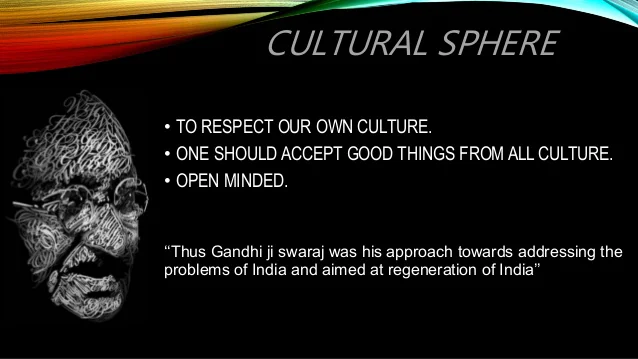 CULTURAL SPHERE
• TO RESPECT OUR OWN CULTURE.
• ONE SHOULD ACCEPT GOOD THINGS FROM ALL CULTURE.
• OPEN MINDED.
‘‘Thus Gandhi ji swaraj was his approach towards addressing the
problems of India and aimed at regeneration of India’’